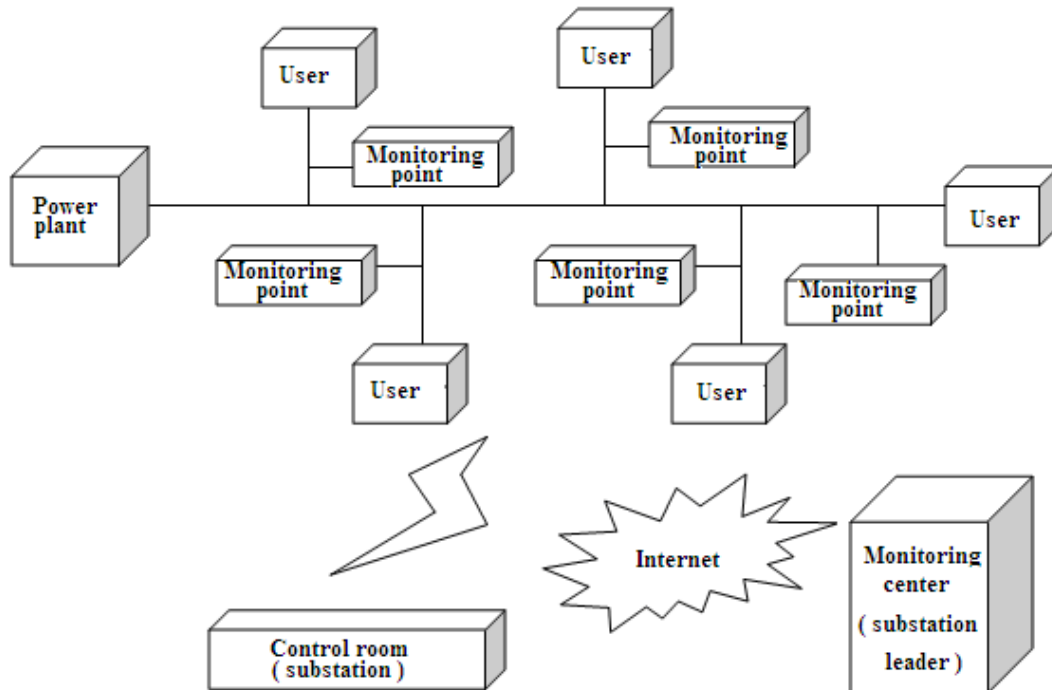 User
User
Monitoring
point
Monitoring
point
Power
plant
User
Monitoring
point
Monitoring
point
Monitoring
point
User
User
Internet
Monitoring
center
( substation
leader )
Control room
( substation )